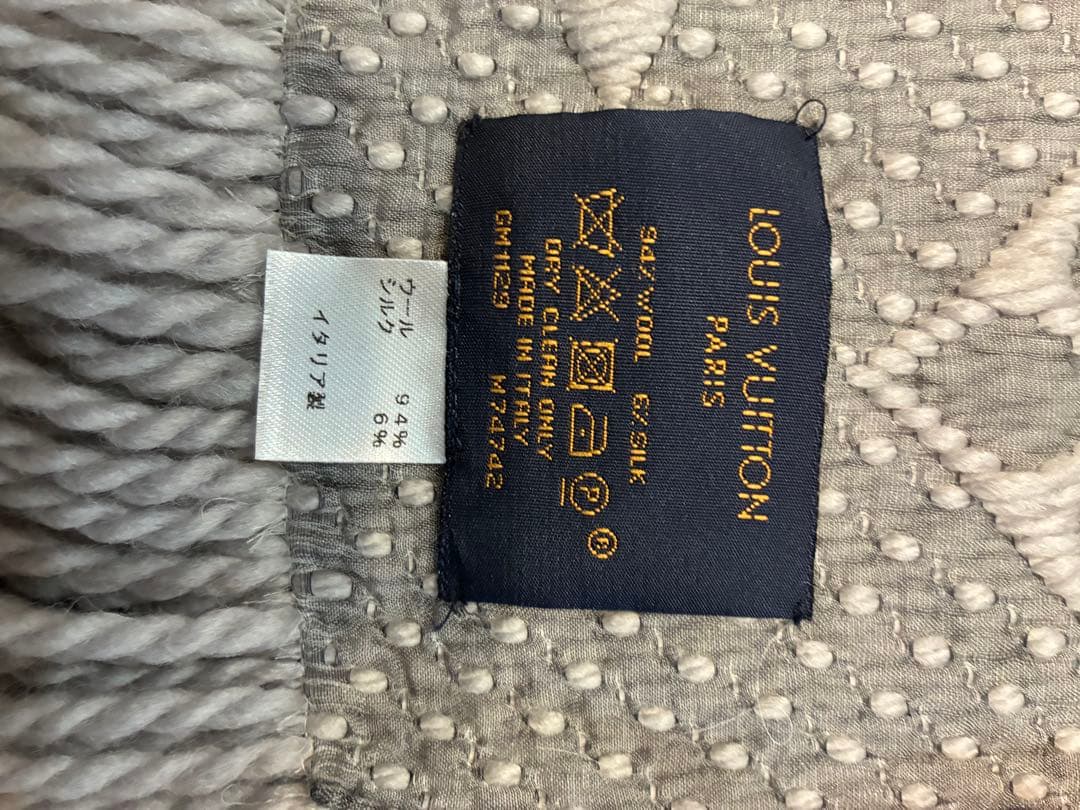 LOUIS VUITTON
PARIS
94% WOOL 6% SILK
P
®
DRY CLEAN ONLY
MADE IN ITALY
GM1129 M74742
ウール 94%
シルク 6%
イタリア製